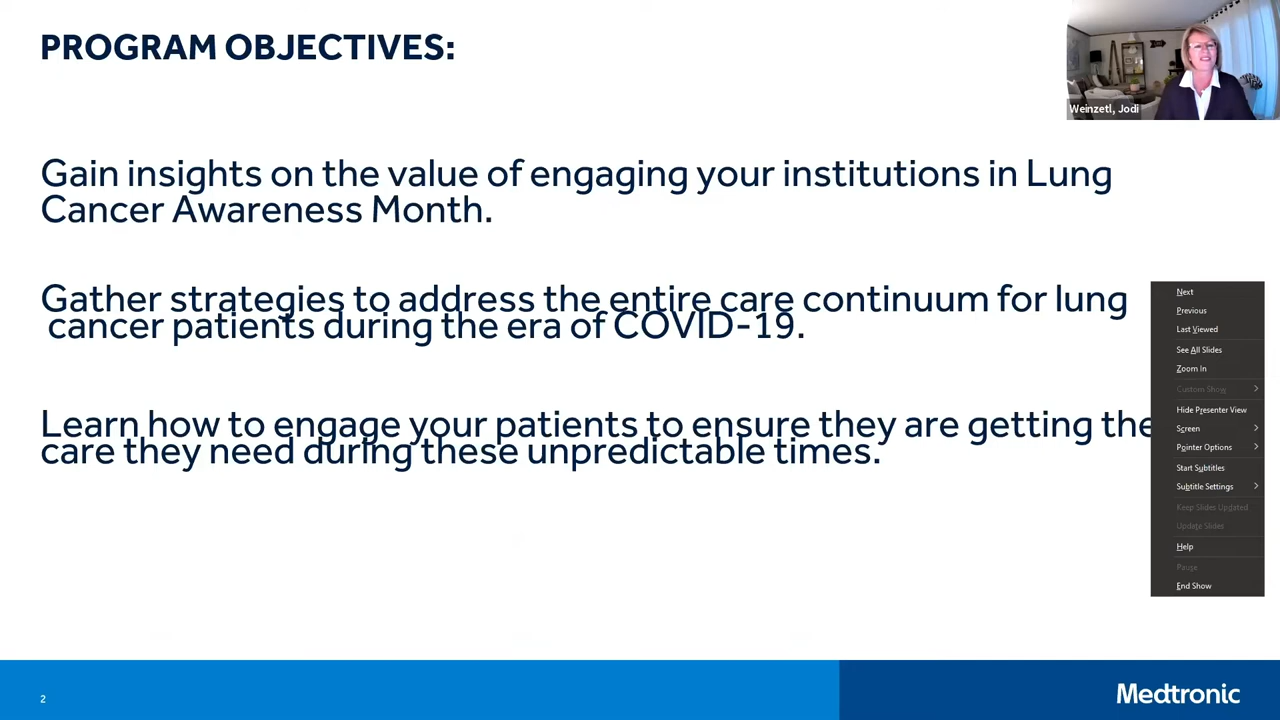 PROGRAM OBJECTIVES:
Weinzetl, Jodi
Gain insights on the value of engaging your institutions in Lung
Cancer Awareness Month.
Gather strategies to address the entire care continuum for lung
cancer patients during the era of COVID-19.
Learn how to engage your patients to ensure they are getting the
care they need during these unpredictable times.
Next
Previous
Last Viewed
See All Slides
Zoom In
Custom Show
Hide Presenter View
Screen
Pointer Options
Start Subtitles
Subtitle Settings
Keep Slides Updated
Update Slides
Help
Pause
End Show
2
Medtronic